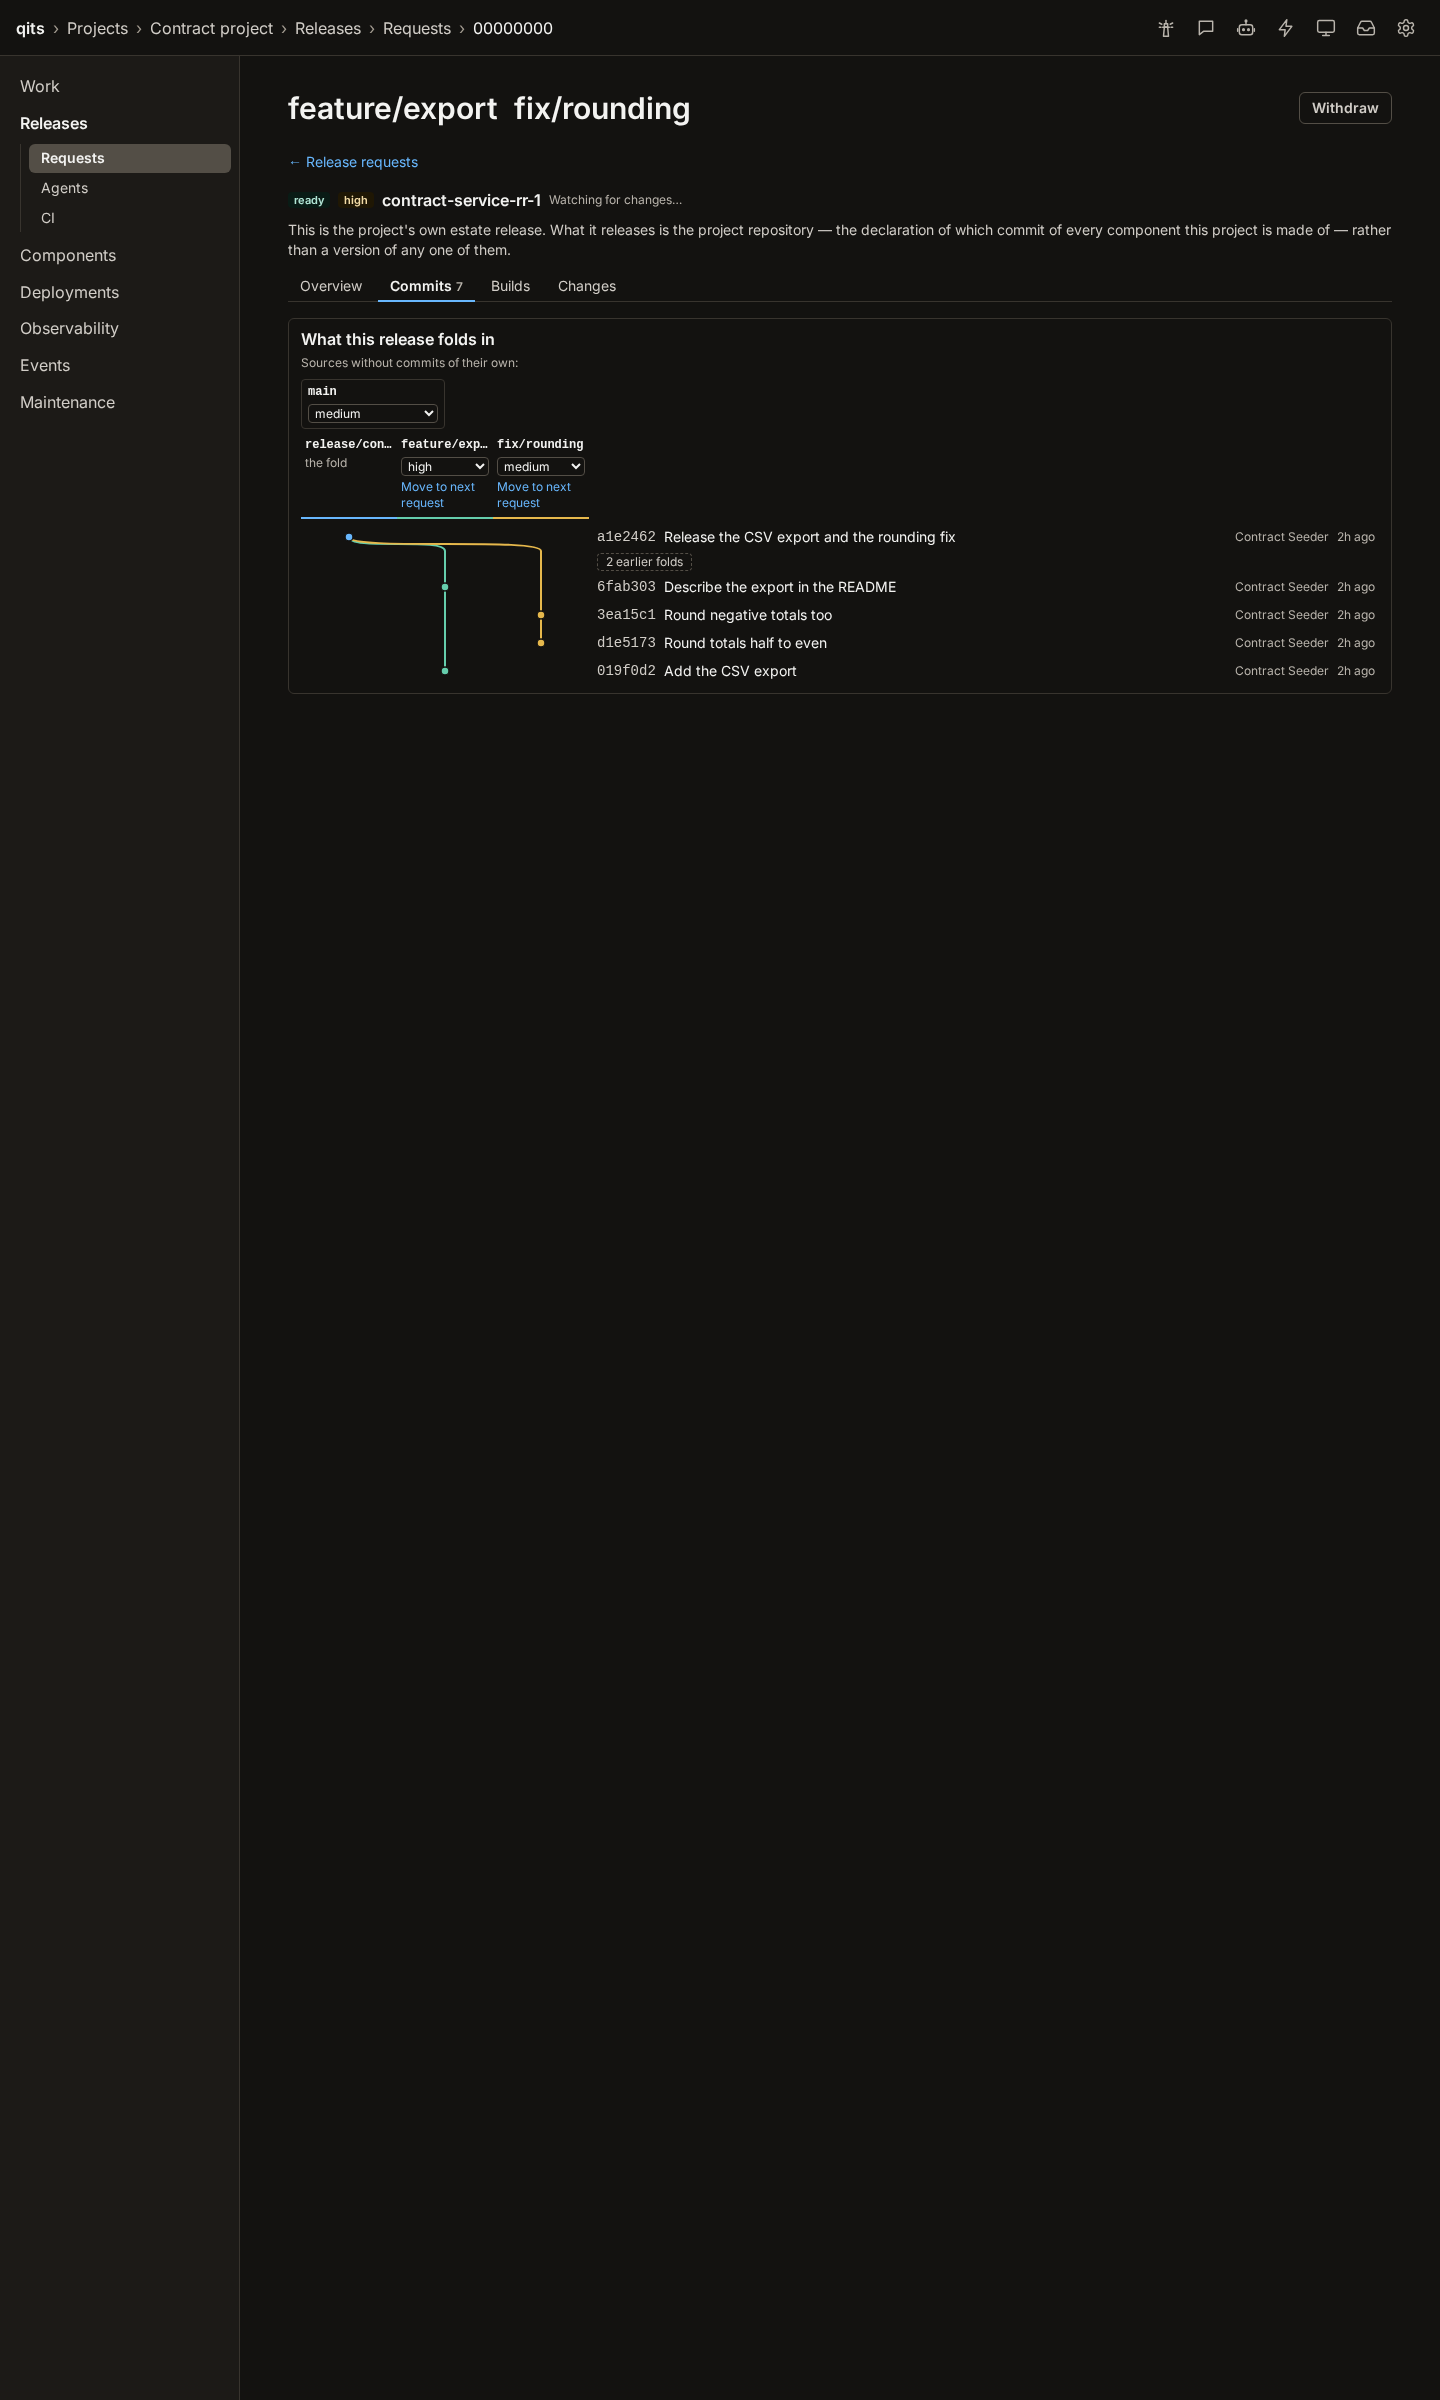 qits › Projects › Contract project › Releases › Requests › 00000000
Work
Releases
Requests
Agents
CI
Components
Deployments
Observability
Events
Maintenance
feature/export fix/rounding
Withdraw
← Release requests
ready high contract-service-rr-1 Watching for changes…
This is the project's own estate release. What it releases is the project repository — the declaration of which commit of every component this project is made of — rather
than a version of any one of them.
Overview Commits 7 Builds Changes
What this release folds in
Sources without commits of their own:
main
medium
release/con… feature/exp… fix/rounding
the fold high medium
Move to next request Move to next request
a1e2462 Release the CSV export and the rounding fix Contract Seeder 2h ago
2 earlier folds
6fab303 Describe the export in the README Contract Seeder 2h ago
3ea15c1 Round negative totals too Contract Seeder 2h ago
d1e5173 Round totals half to even Contract Seeder 2h ago
019f0d2 Add the CSV export Contract Seeder 2h ago